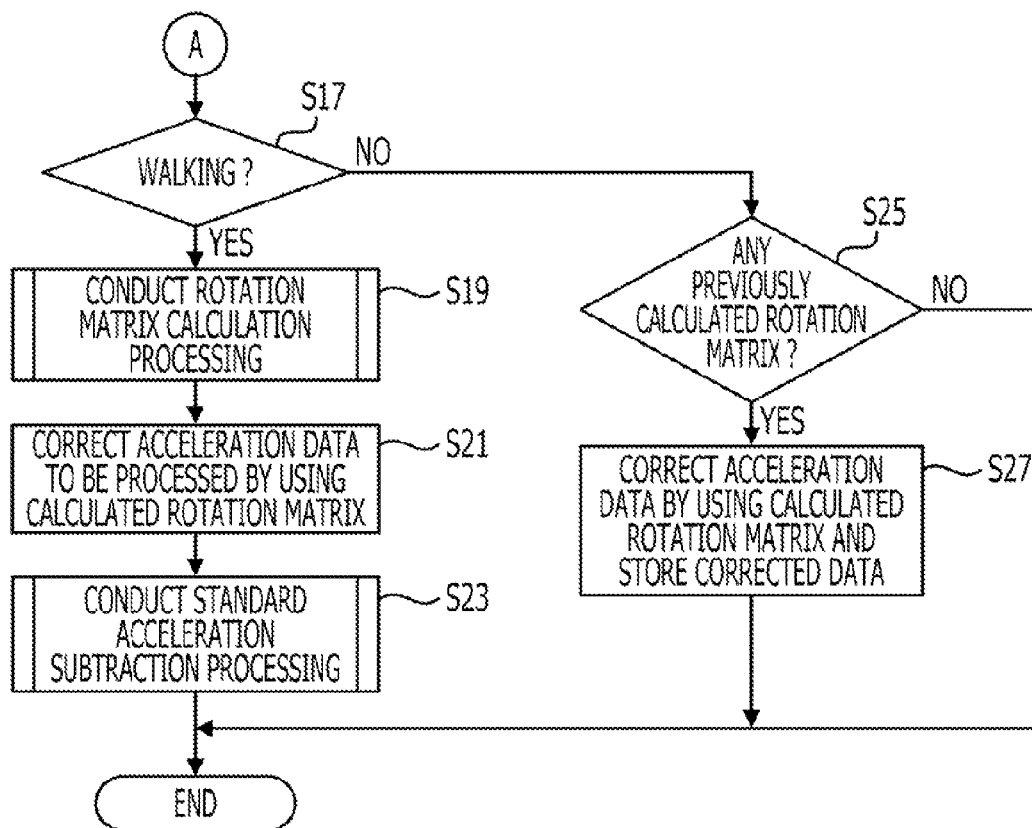 A
S17
WALKING ?
NO
YES
S25
ANY
PREVIOUSLY
CALCULATED ROTATION
MATRIX ?
NO
YES
CONDUCT ROTATION
MATRIX CALCULATION
PROCESSING
S19
CORRECT ACCELERATION DATA
TO BE PROCESSED BY USING
CALCULATED ROTATION MATRIX
S21
CORRECT ACCELERATION
DATA BY USING CALCULATED
ROTATION MATRIX AND
STORE CORRECTED DATA
S27
CONDUCT STANDARD
ACCELERATION
SUBTRACTION PROCESSING
S23
END